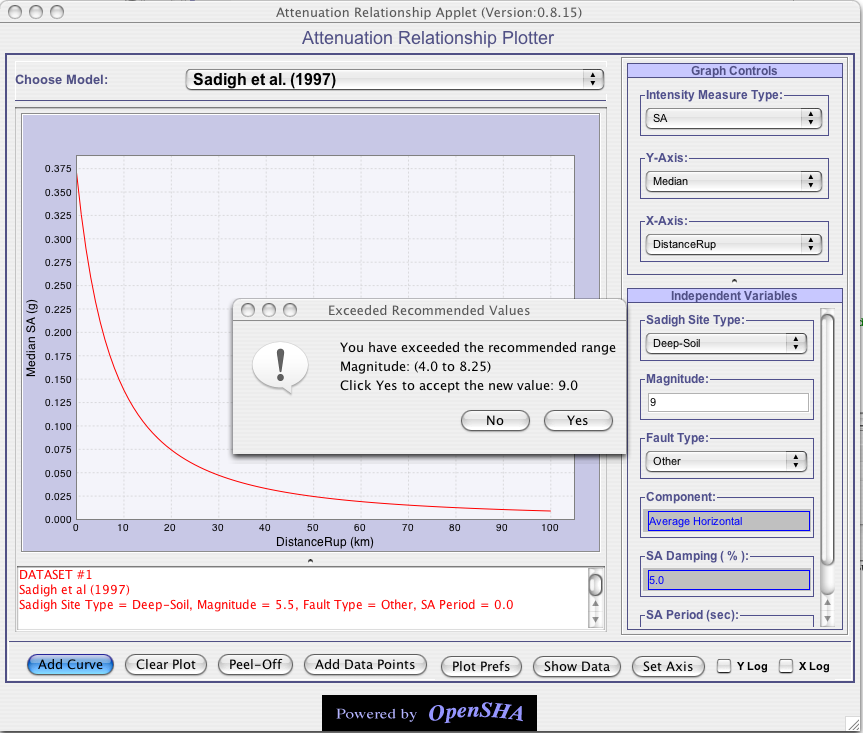 Attenuation Relationship Applet (Version:0.8.15)
Attenuation Relationship Plotter
Choose Model:
Sadigh et al. (1997)
0.375
0.350
0.325
0.300
0.275
0.250
0.225
0.200
0.175
0.150
0.125
0.100
0.075
0.050
0.025
0.000
Median SA (g)
0 10 20 30 40 50 60 70 80 90 100
DistanceRup (km)
Exceeded Recommended Values
!
You have exceeded the recommended range
Magnitude: (4.0 to 8.25)
Click Yes to accept the new value: 9.0
No Yes
DATASET #1
Sadigh et al (1997)
Sadigh Site Type = Deep-Soil, Magnitude = 5.5, Fault Type = Other, SA Period = 0.0
Graph Controls
Intensity Measure Type:
SA
Y-Axis:
Median
X-Axis:
DistanceRup
Independent Variables
Sadigh Site Type:
Deep-Soil
Magnitude:
9
Fault Type:
Other
Component:
Average Horizontal
SA Damping ( % ):
5.0
SA Period (sec):
Add Curve Clear Plot Peel-Off Add Data Points Plot Prefs Show Data Set Axis Y Log X Log
Powered by OpenSHA